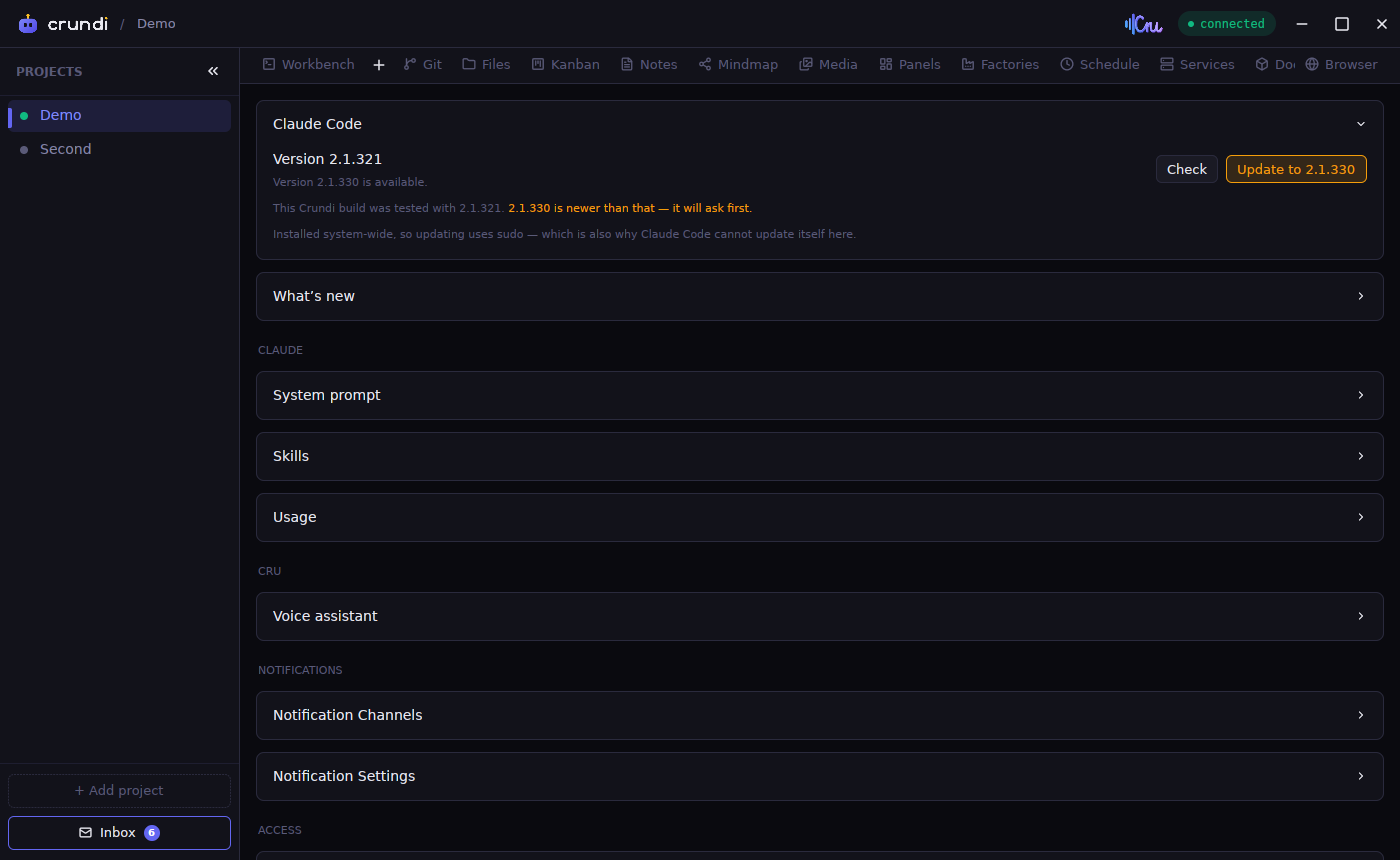 crundi / Demo
Cru
connected
PROJECTS
Demo
Second
+ Add project
Inbox 6
Workbench + Git Files Kanban Notes Mindmap Media Panels Factories Schedule Services Doc Browser
Claude Code
Version 2.1.321
Version 2.1.330 is available.
Check
Update to 2.1.330
This Crundi build was tested with 2.1.321. 2.1.330 is newer than that — it will ask first.
Installed system-wide, so updating uses sudo — which is also why Claude Code cannot update itself here.
What’s new
CLAUDE
System prompt
Skills
Usage
CRU
Voice assistant
NOTIFICATIONS
Notification Channels
Notification Settings
ACCESS